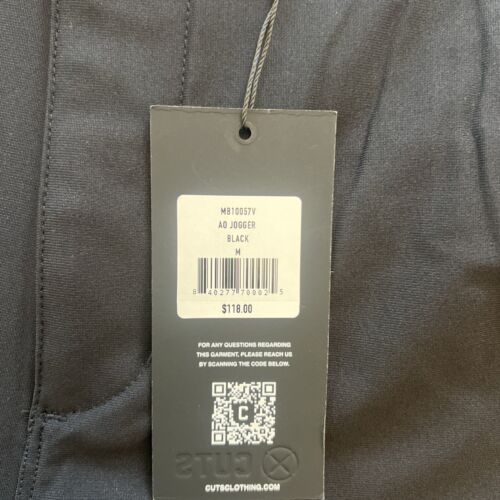 MB10057V
AO JOGGER
BLACK
M
8 40277 70002 5
$118.00
FOR ANY QUESTIONS REGARDING
THIS GARMENT, PLEASE REACH US
BY SCANNING THE CODE BELOW.
C
CUTS
CUTSCLOTHING.COM